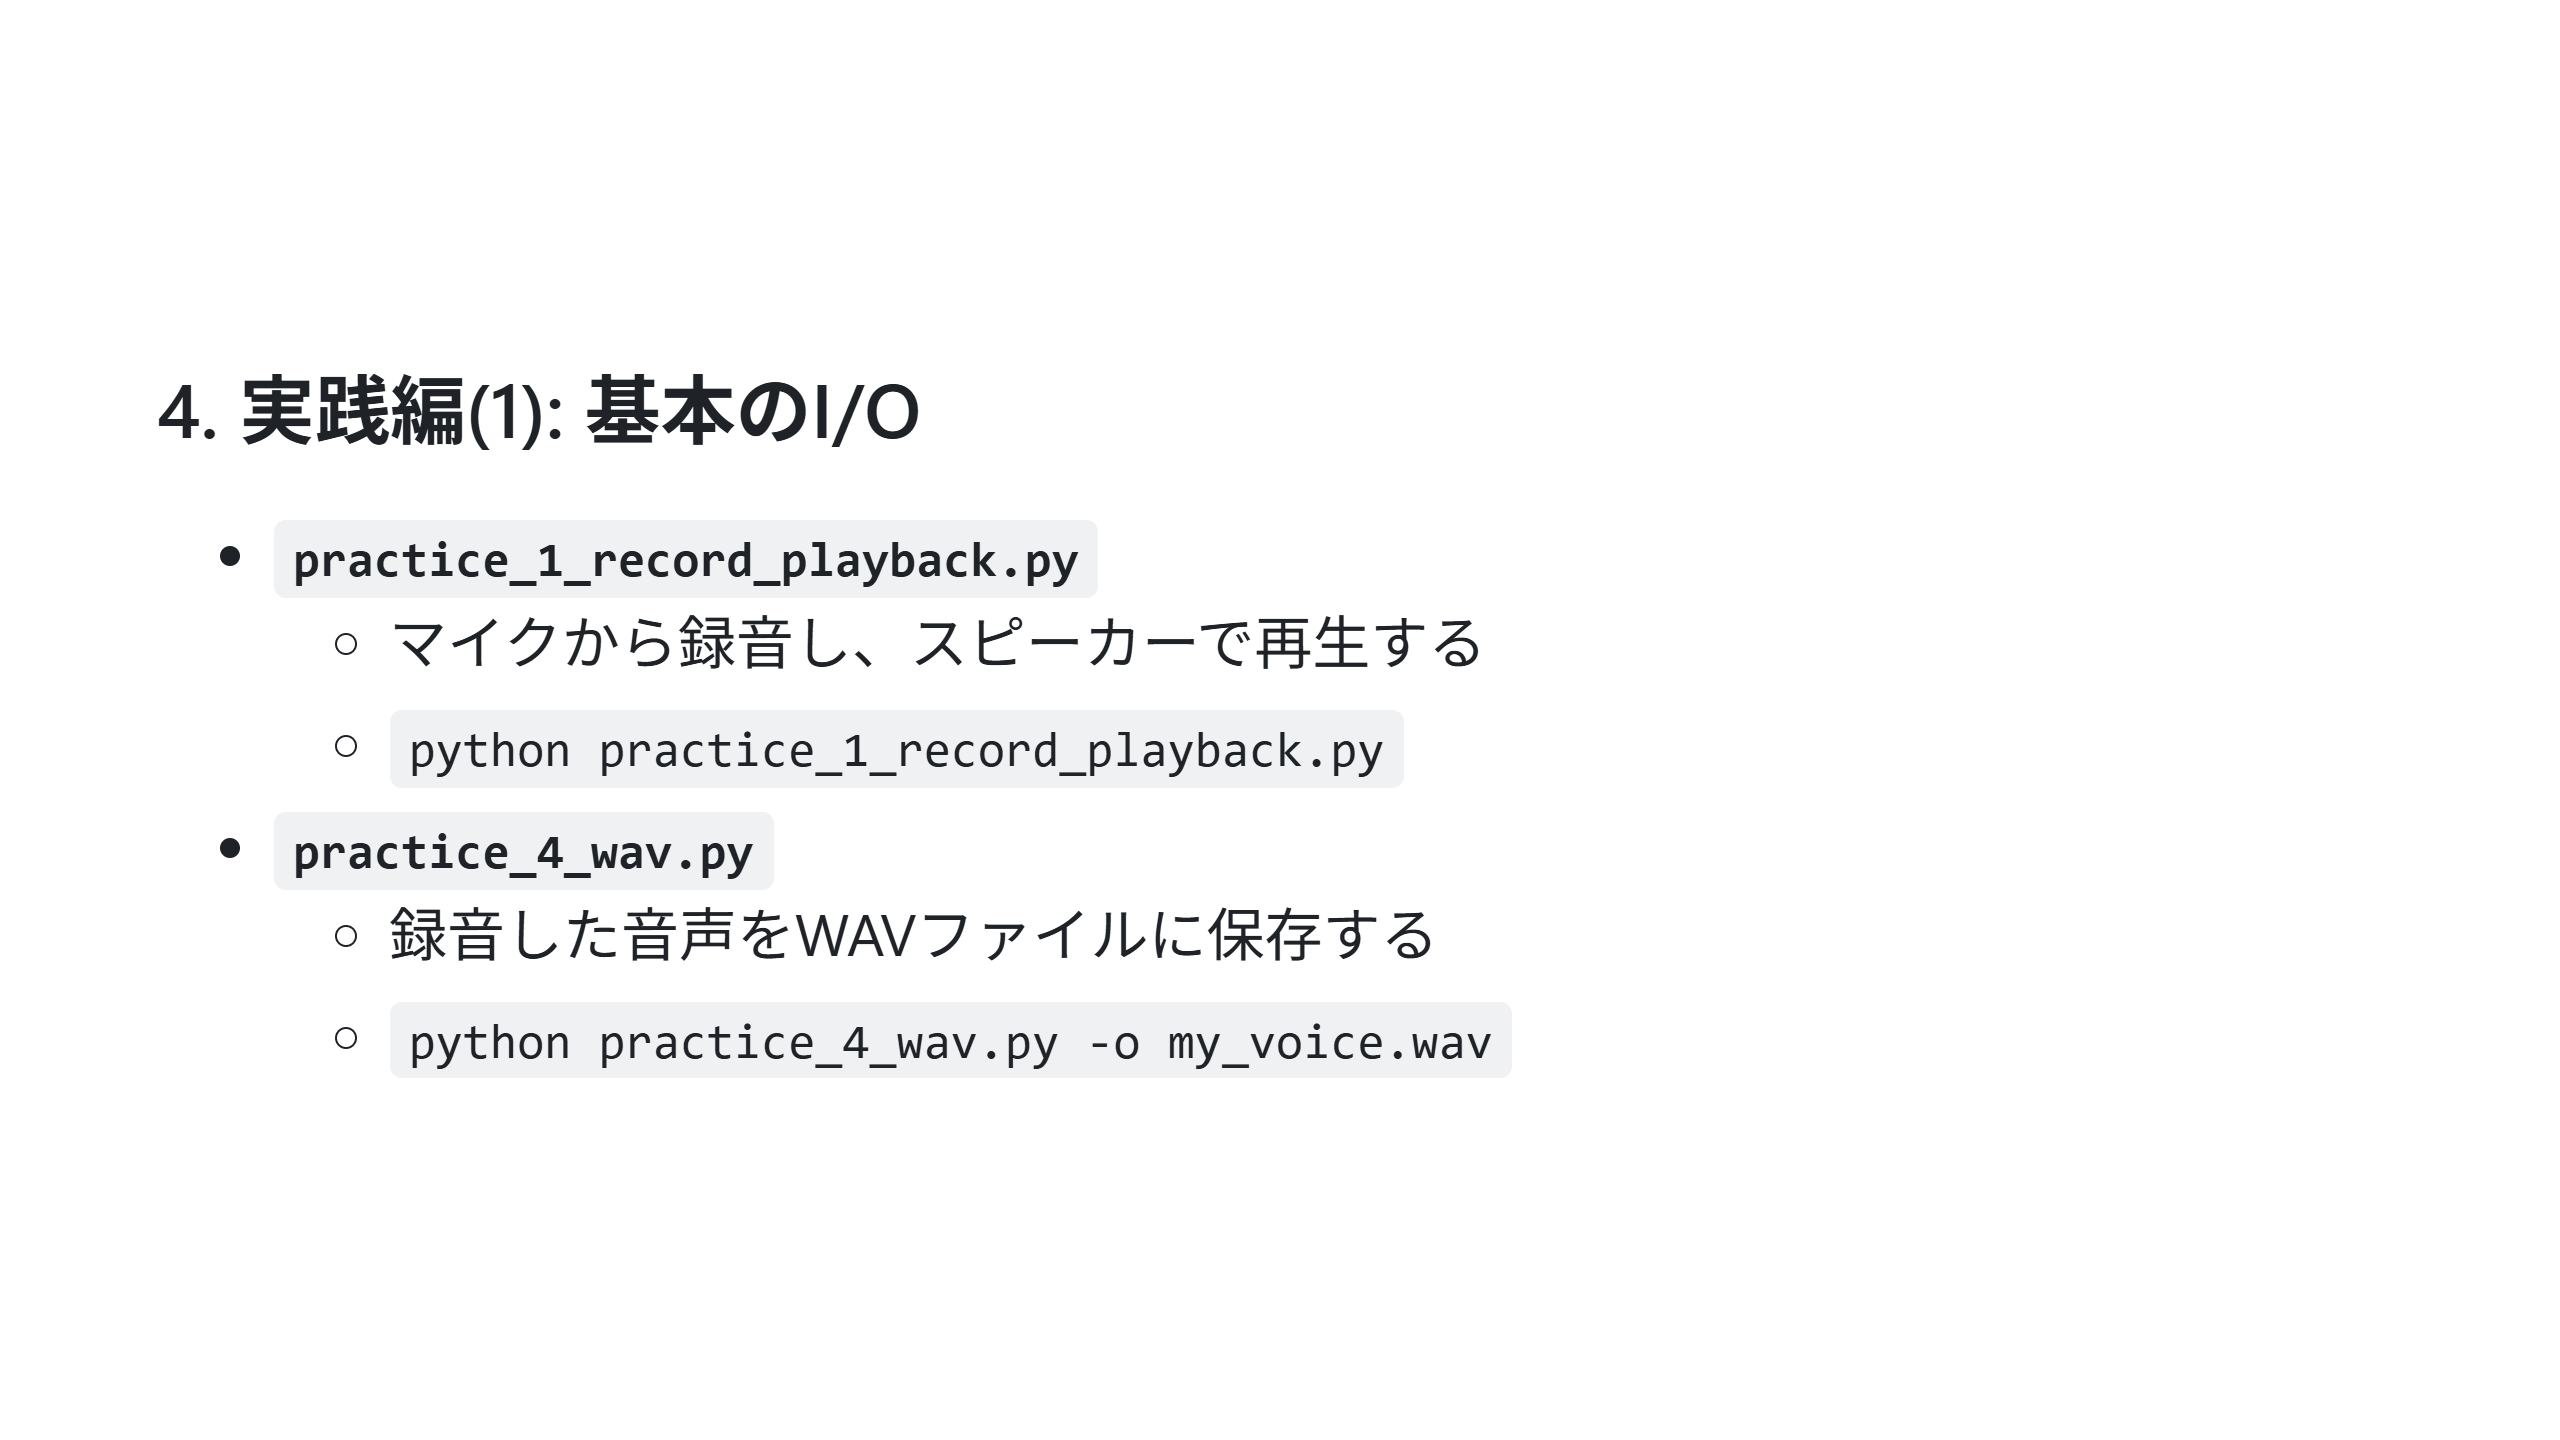 4. 実践編(1): 基本のI/O
practice_1_record_playback.py
マイクから録音し、スピーカーで再生する
python practice_1_record_playback.py
practice_4_wav.py
録音した音声をWAVファイルに保存する
python practice_4_wav.py -o my_voice.wav